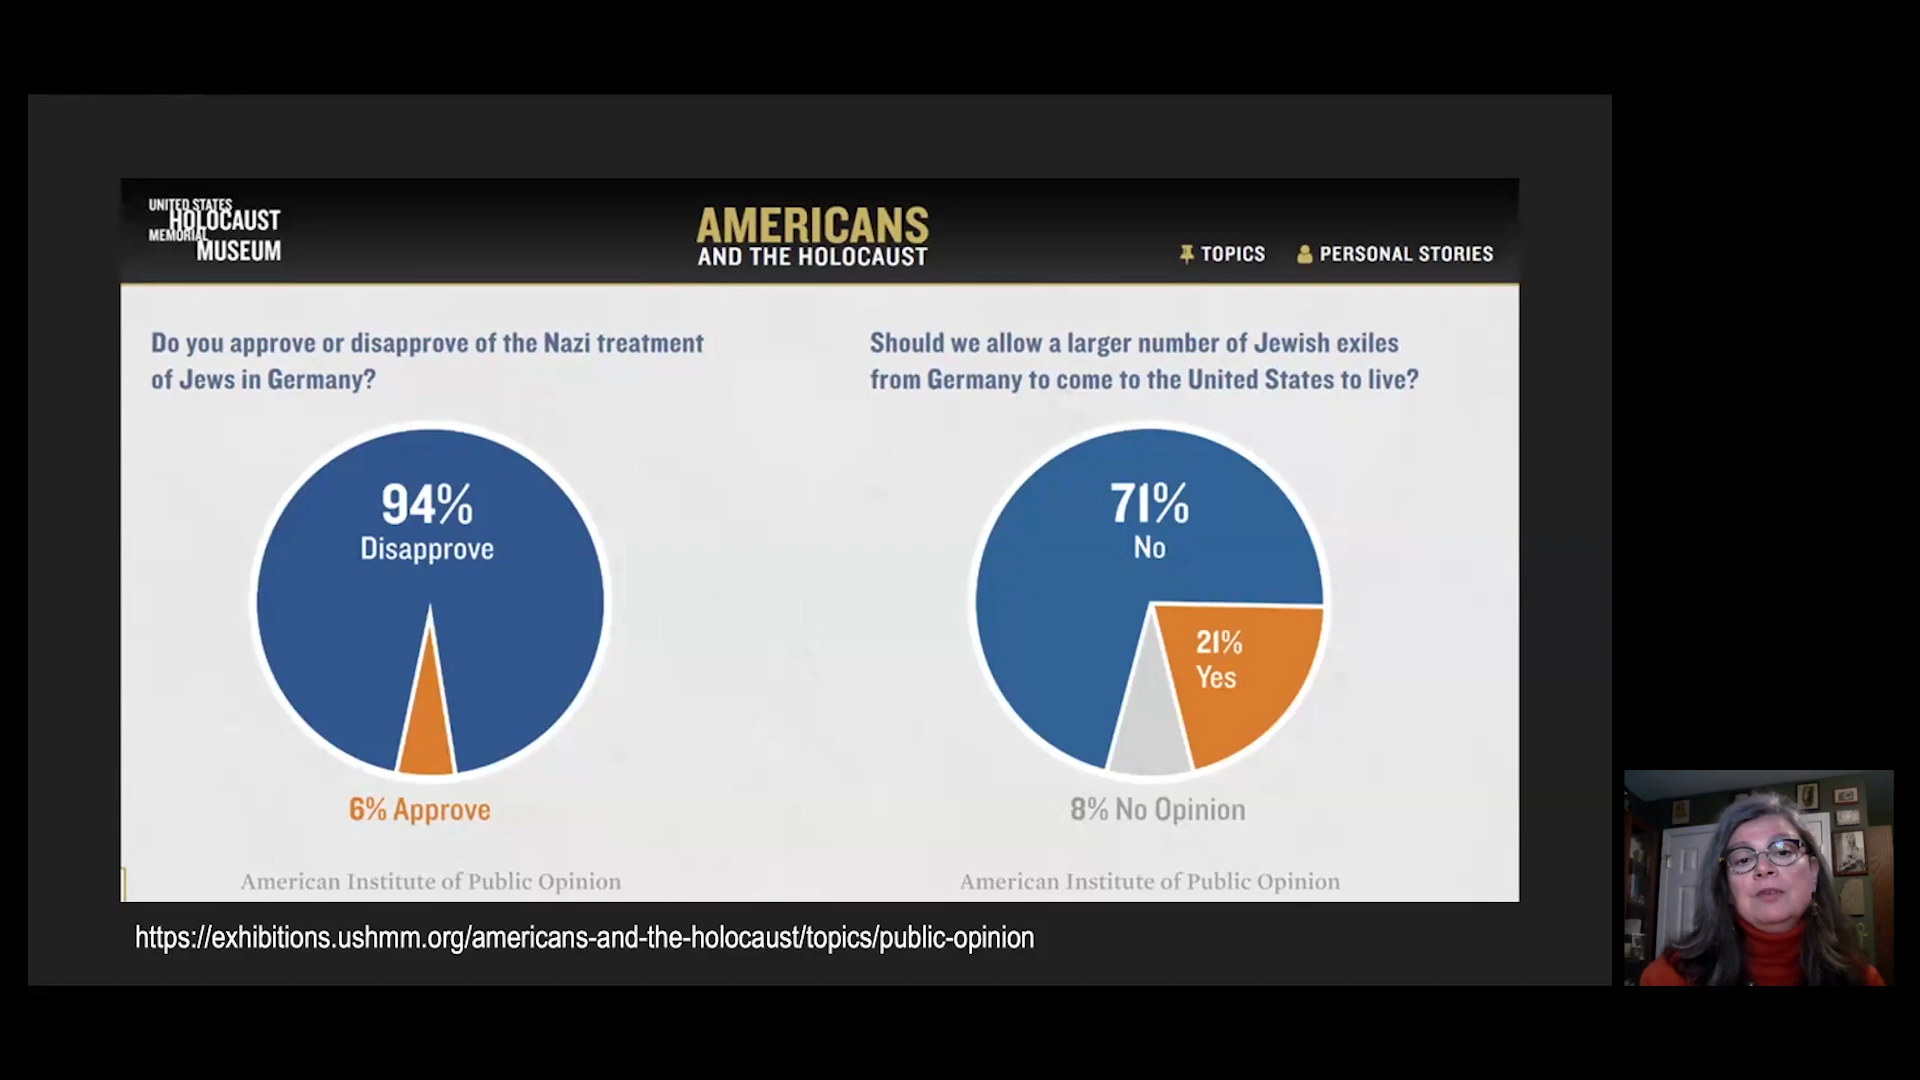 UNITED STATES
HOLOCAUST
MEMORIAL
MUSEUM
AMERICANS
AND THE HOLOCAUST
TOPICS
PERSONAL STORIES
Do you approve or disapprove of the Nazi treatment
of Jews in Germany?
94%
Disapprove
6% Approve
American Institute of Public Opinion
Should we allow a larger number of Jewish exiles
from Germany to come to the United States to live?
71%
No
21%
Yes
8% No Opinion
American Institute of Public Opinion
https://exhibitions.ushmm.org/americans-and-the-holocaust/topics/public-opinion